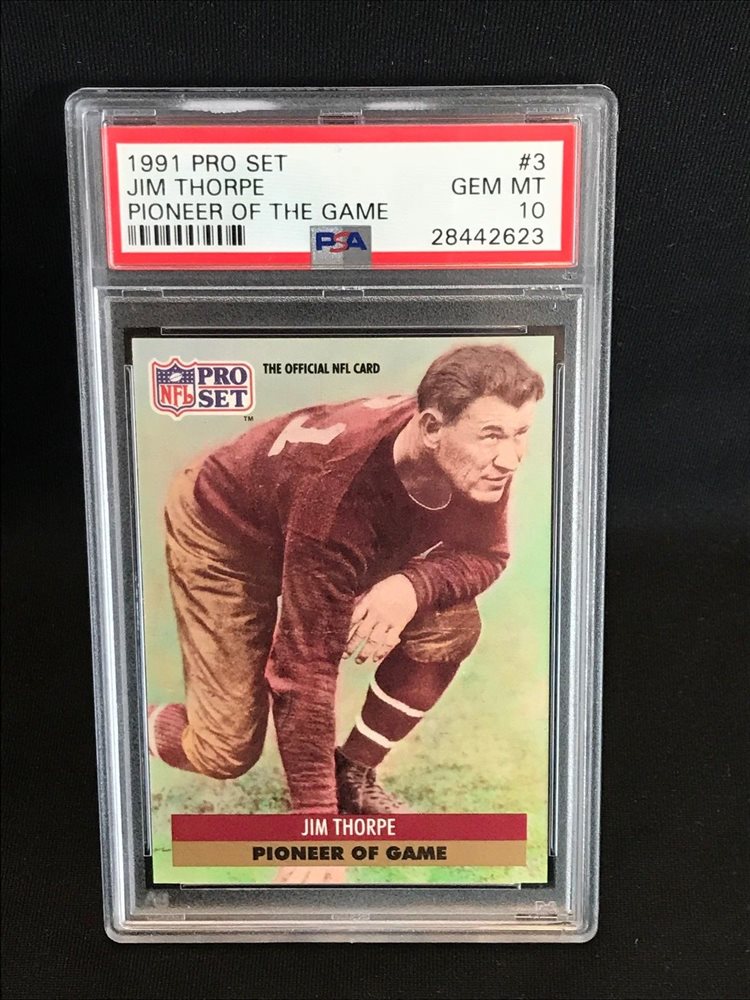 1991 PRO SET #3
JIM THORPE GEM MT
PIONEER OF THE GAME 10
PSA 28442623
NFL PRO SET TM
THE OFFICIAL NFL CARD
JIM THORPE
PIONEER OF GAME